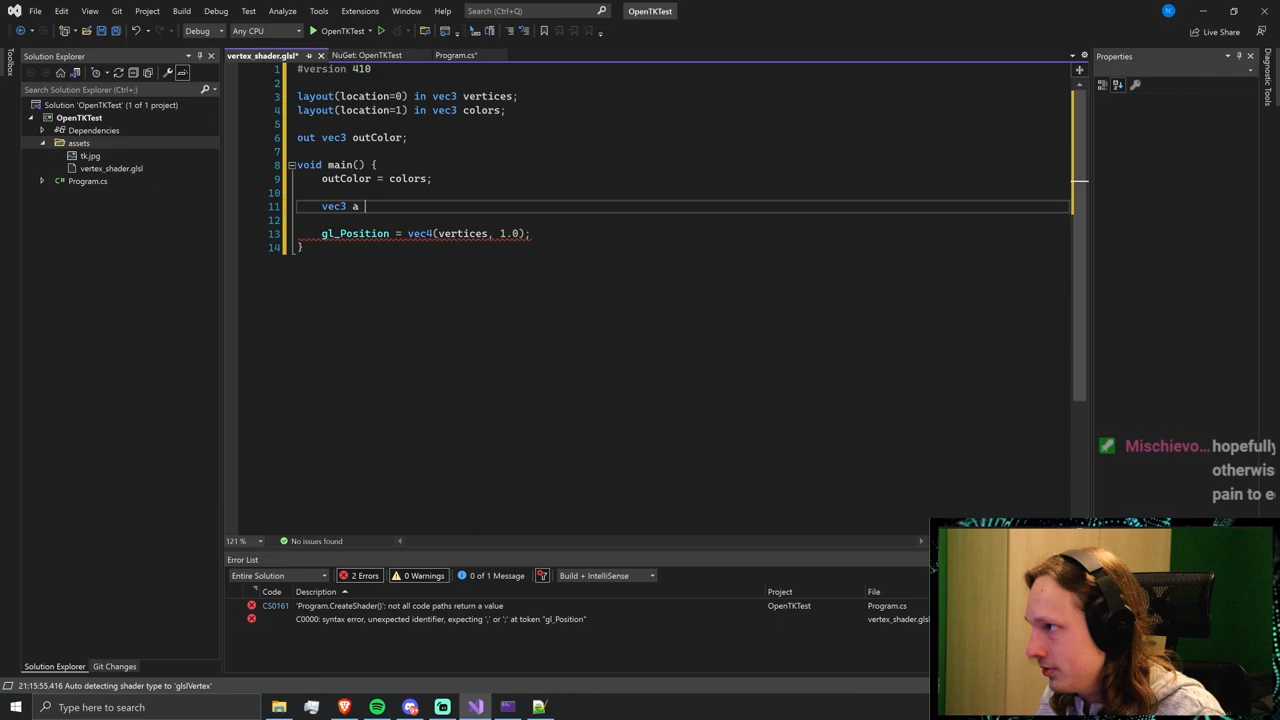 File Edit View Git Project Build Debug Test Analyze Tools Extensions Window Help Search (Ctrl+Q) OpenTKTest TC
Debug Any CPU OpenTKTest Live Share
Toolbox
Solution Explorer
Search Solution Explorer (Ctrl+;)
Solution 'OpenTKTest' (1 of 1 project)
OpenTKTest
Dependencies
assets
tk.jpg
vertex_shader.glsl
Program.cs
vertex_shader.glsl* NuGet: OpenTKTest Program.cs*
1 #version 410
2
3 layout(location=0) in vec3 vertices;
4 layout(location=1) in vec3 colors;
5
6 out vec3 outColor;
7
8 void main() {
9 outColor = colors;
10
11 vec3 a
12
13 gl_Position = vec4(vertices, 1.0);
14 }
Properties
Diagnostic Tools
Mischievo... hopefully
otherwis
pain to e
121 % No issues found
Error List
Entire Solution 2 Errors 0 Warnings 0 of 1 Message Build + IntelliSense
Code Description Project File
CS0161 'Program.CreateShader()': not all code paths return a value OpenTKTest Program.cs
C0000: syntax error, unexpected identifier, expecting ',' or ';' at token "gl_Position" vertex_shader.glsl
Solution Explorer Git Changes
21:15:55.416 Auto detecting shader type to 'glslVertex'
Type here to search